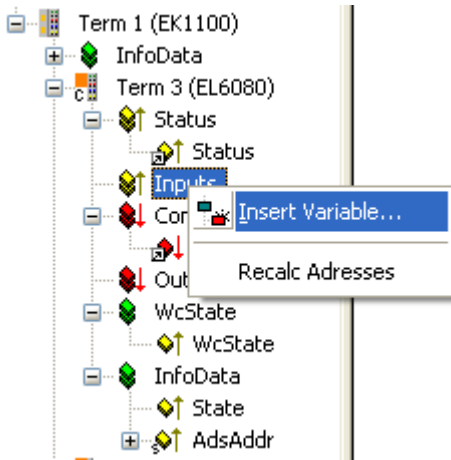 Term 1 (EK1100)
InfoData
Term 3 (EL6080)
Status
Status
Inputs
Insert Variable...
Recalc Adresses
WcState
WcState
InfoData
State
AdsAddr